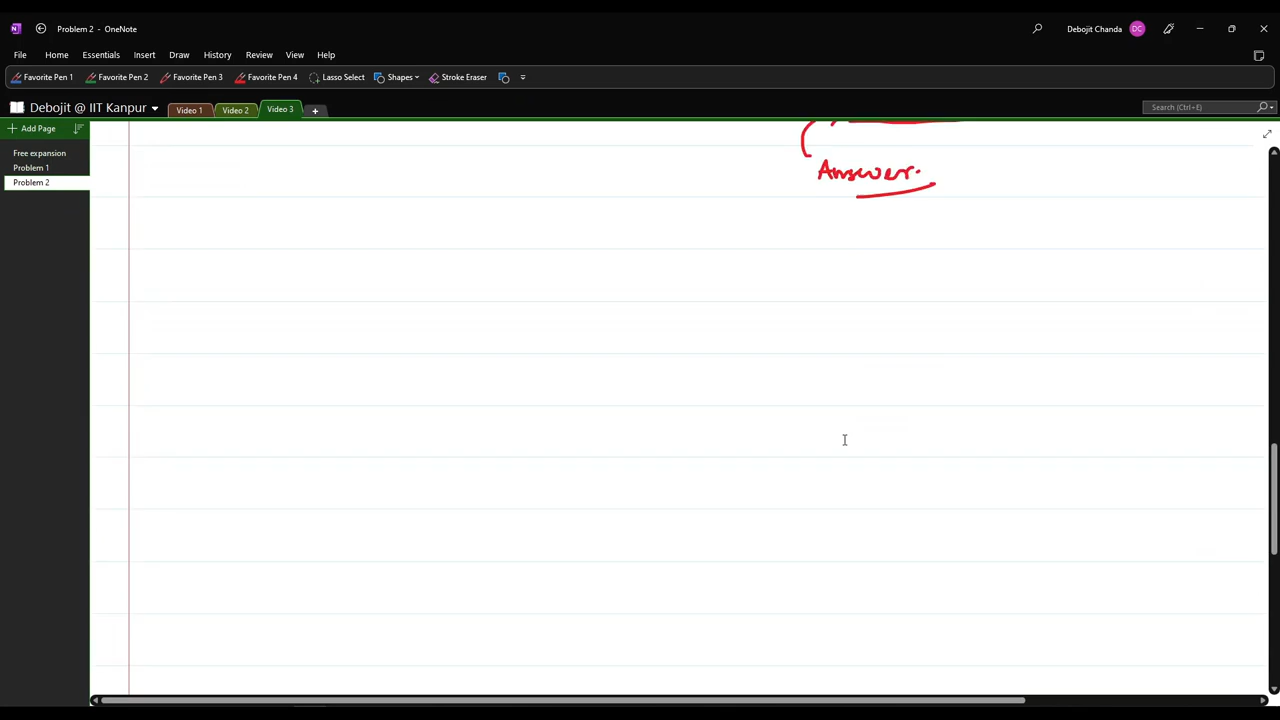 Problem 2 - OneNote
Debojit Chanda
DC
File Home Essentials Insert Draw History Review View Help
Favorite Pen 1 Favorite Pen 2 Favorite Pen 3 Favorite Pen 4 Lasso Select Shapes Stroke Eraser
Debojit @ IIT Kanpur
Video 1 Video 2 Video 3 +
Search (Ctrl+E)
Add Page
Free expansion
Problem 1
Problem 2
Answer.